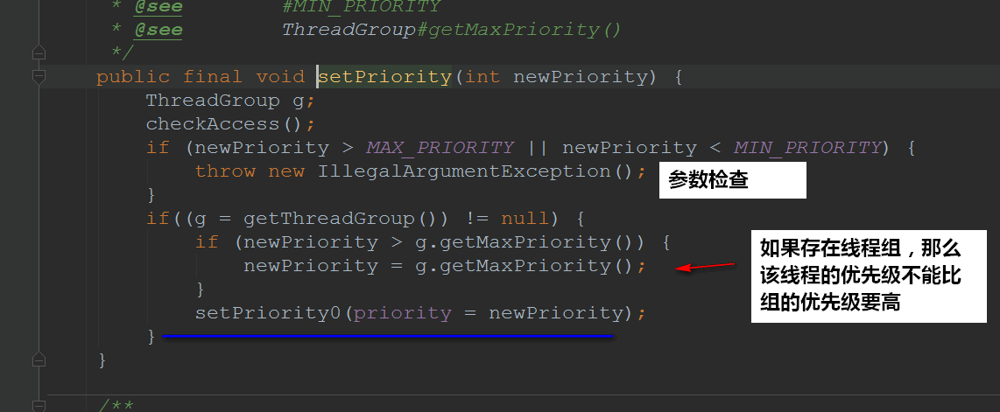 * @see #MIN_PRIORITY
* @see ThreadGroup#getMaxPriority()
*/
public final void setPriority(int newPriority) {
ThreadGroup g;
checkAccess();
if (newPriority > MAX_PRIORITY || newPriority < MIN_PRIORITY) {
throw new IllegalArgumentException();
参数检查
}
if((g = getThreadGroup()) != null) {
if (newPriority > g.getMaxPriority()) {
newPriority = g.getMaxPriority();
如果存在线程组，那么
该线程的优先级不能比
组的优先级要高
}
setPriority0(priority = newPriority);
}
}
/**